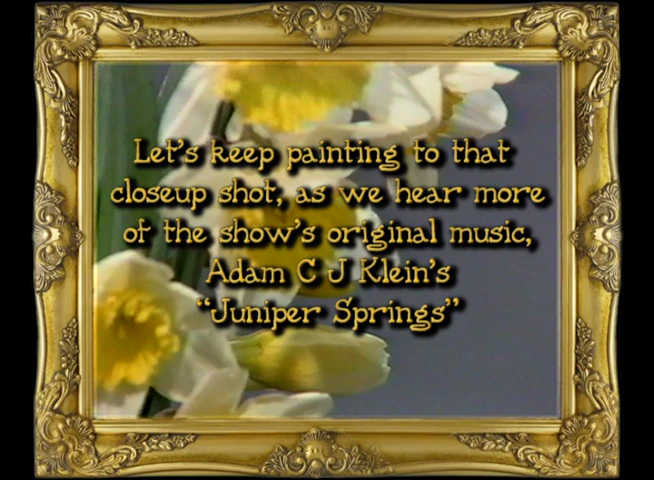 Let's keep painting to that
closeup shot, as we hear more
of the show's original music,
Adam C J Klein's
"Juniper Springs"